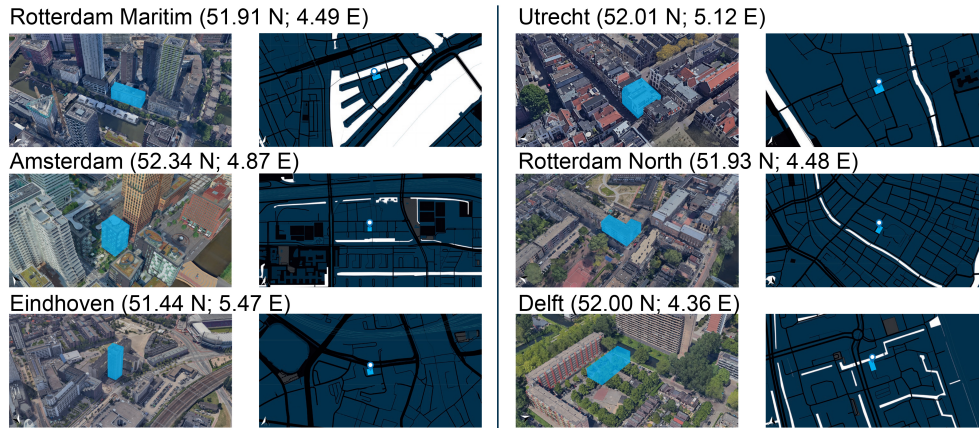 Rotterdam Maritim (51.91 N; 4.49 E)
Utrecht (52.01 N; 5.12 E)
Amsterdam (52.34 N; 4.87 E)
Rotterdam North (51.93 N; 4.48 E)
Eindhoven (51.44 N; 5.47 E)
Delft (52.00 N; 4.36 E)